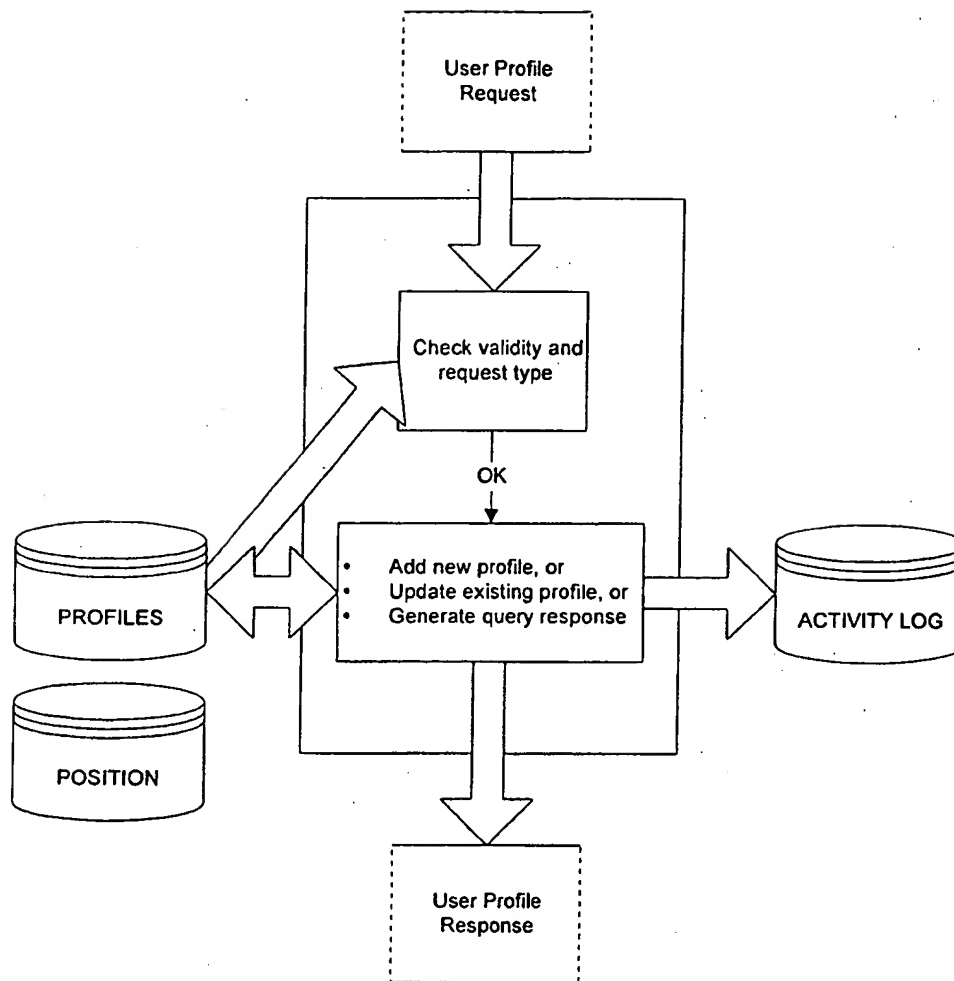 User Profile
Request
Check validity and
request type
OK
• Add new profile, or
• Update existing profile, or
• Generate query response
PROFILES
ACTIVITY LOG
POSITION
User Profile
Response